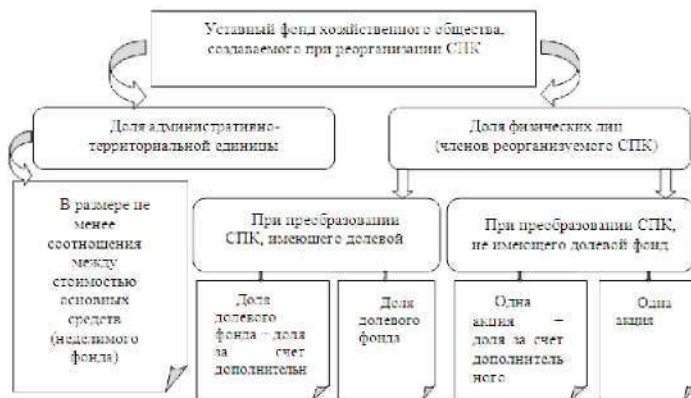 Уставный фонд хозяйственного общества,
создаваемого при реорганизации СПК
Доля административно-
территориальной единицы
Доля физических лиц
(членов реорганизуемого СПК)
В размере не
менее
соотношения
между
стоимостью
основных
средств
(неделимого
фонда)
При преобразовании
СПК, имеющего долевой
При преобразовании СПК,
не имеющего долевой фонд
Доля
долевого
фонда – доля
за счет
дополнительн
Доля
долевого
фонда
Одна
акция –
доля за счет
дополнитель
ного
Одна
акция